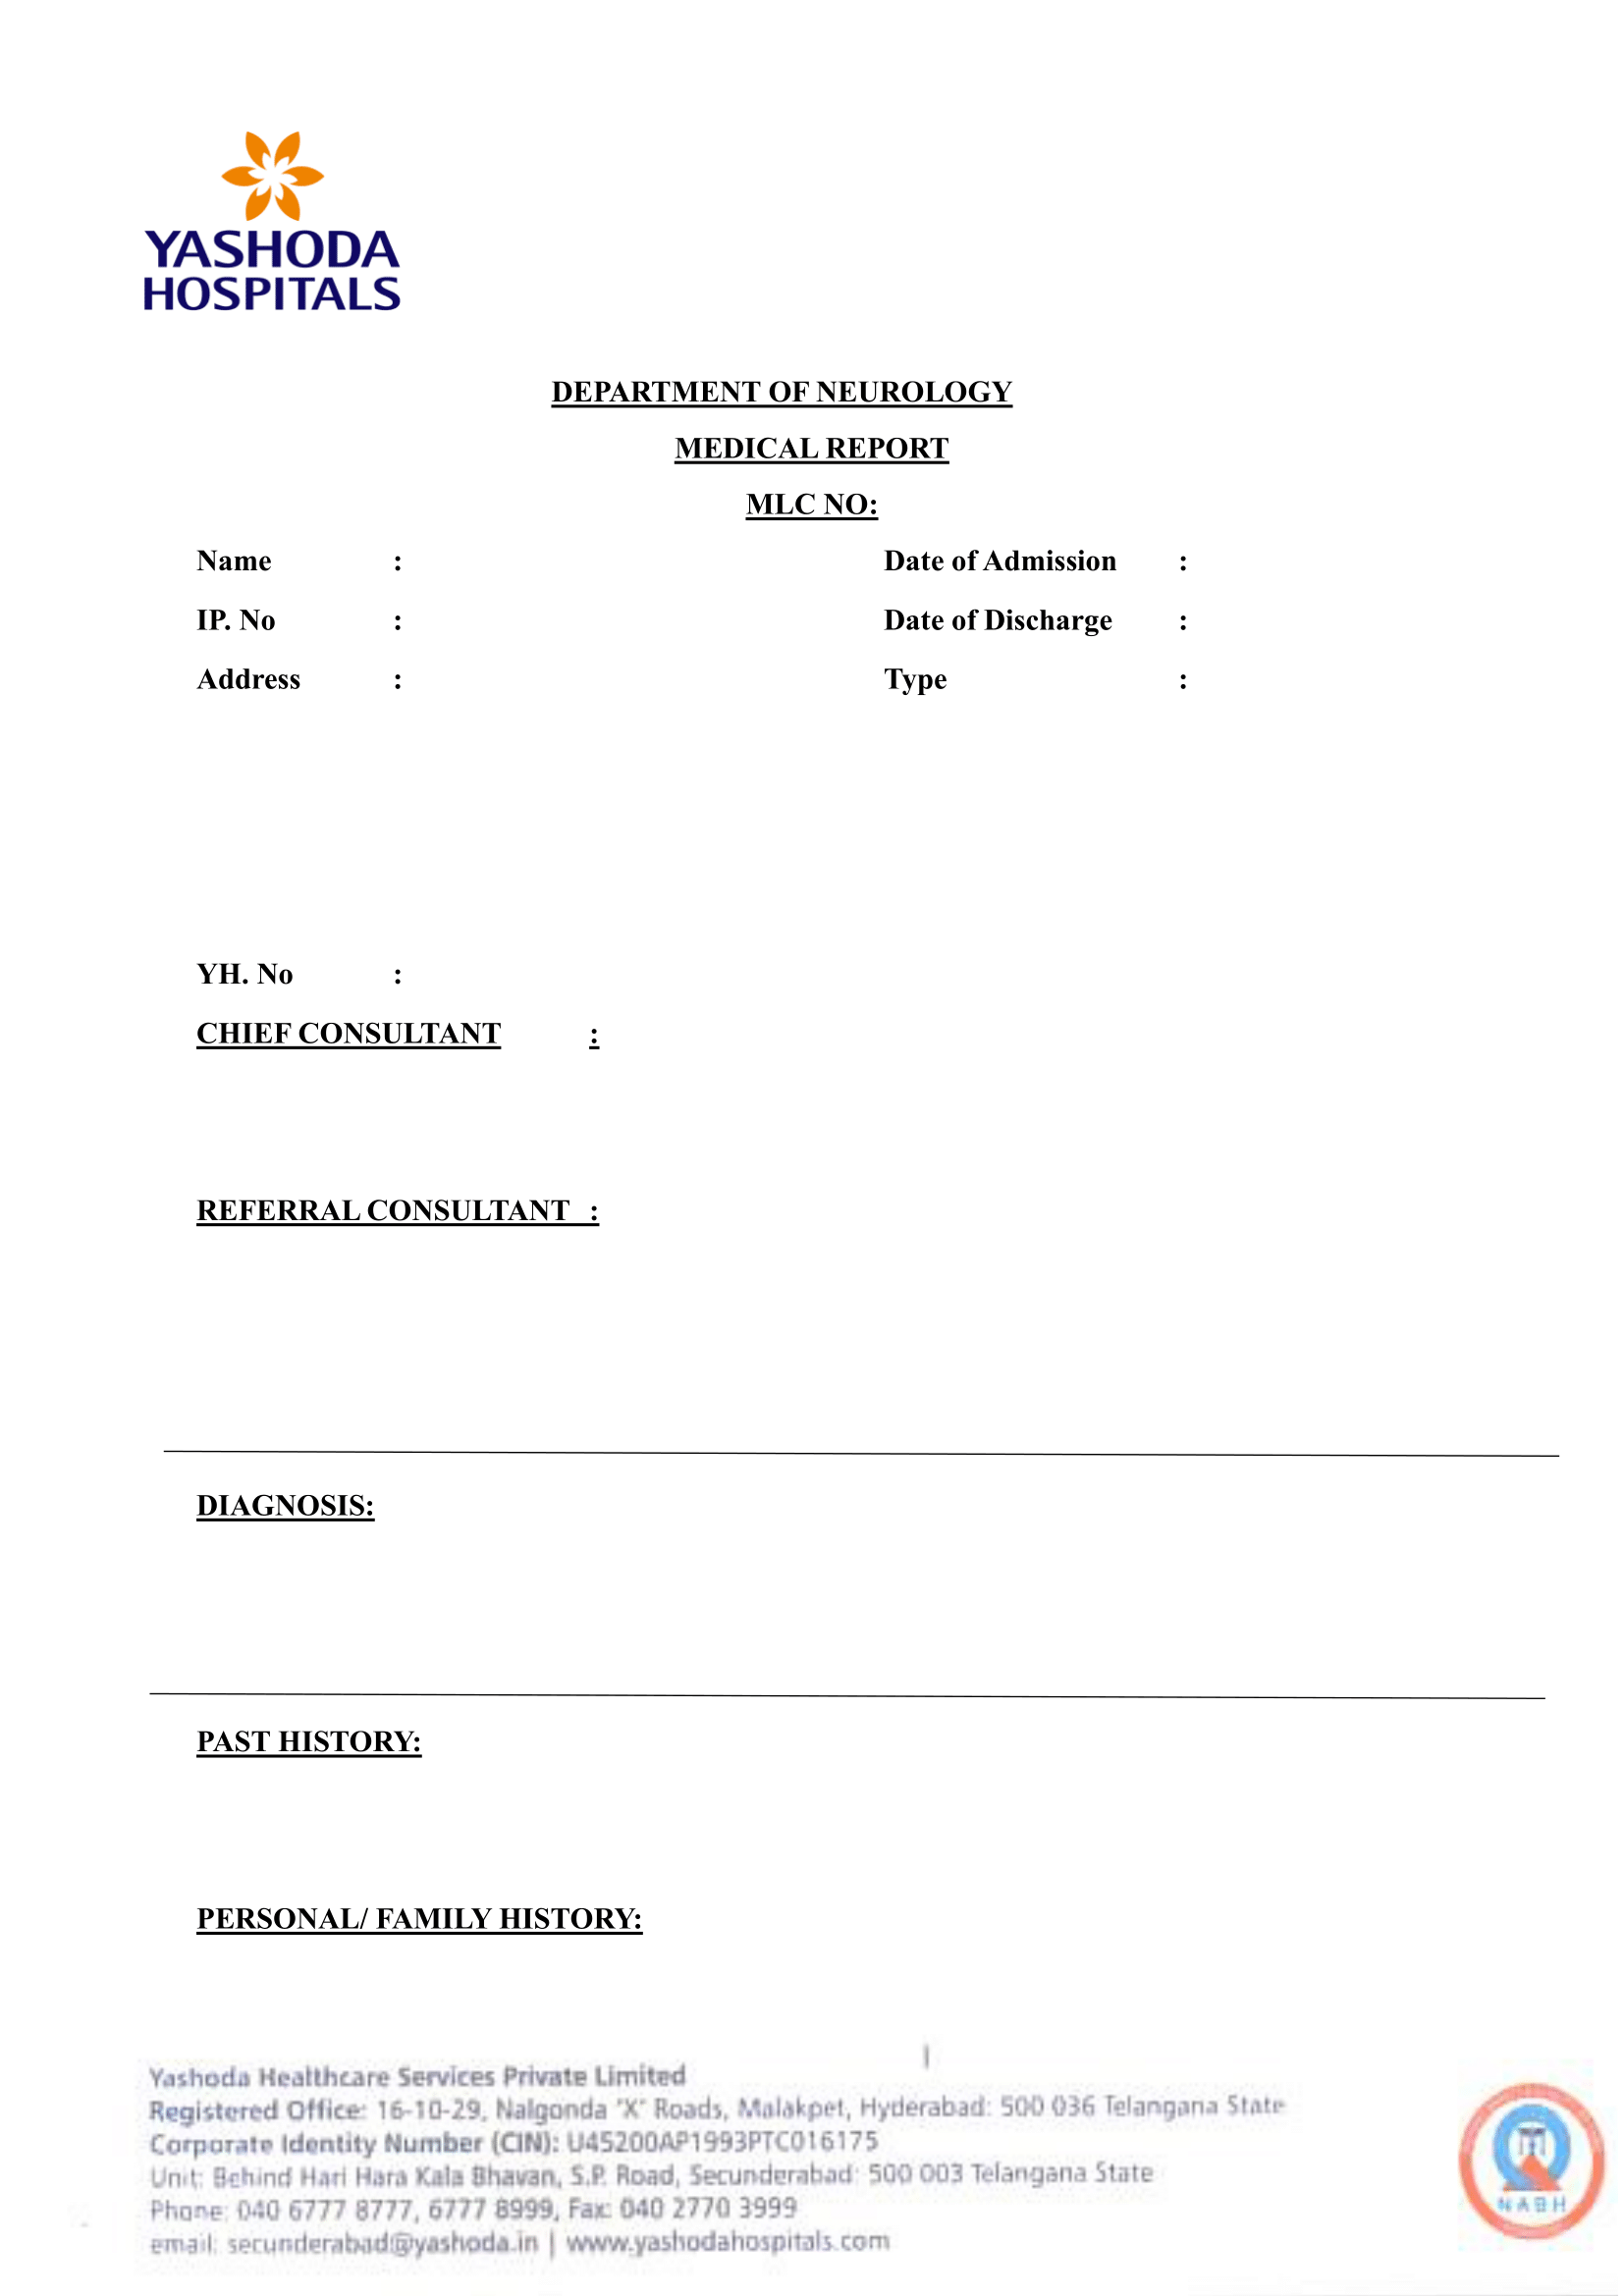 YASHODA
HOSPITALS
DEPARTMENT OF NEUROLOGY
MEDICAL REPORT
MLC NO:
Name : Date of Admission :
IP. No : Date of Discharge :
Address : Type :
YH. No :
CHIEF CONSULTANT :
REFERRAL CONSULTANT :
DIAGNOSIS:
PAST HISTORY:
PERSONAL/ FAMILY HISTORY:
Yashoda Healthcare Services Private Limited
Registered Office: 16-10-29, Nalgonda 'X' Roads, Malakpet, Hyderabad: 500 036 Telangana State
Corporate Identity Number (CIN): U45200AP1993PTC016175
Unit: Behind Hari Hara Kala Bhavan, S.P. Road, Secunderabad: 500 003 Telangana State
Phone: 040 6777 8777, 6777 8999, Fax: 040 2770 3999
email: secunderabad@yashoda.in | www.yashodahospitals.com
NABH